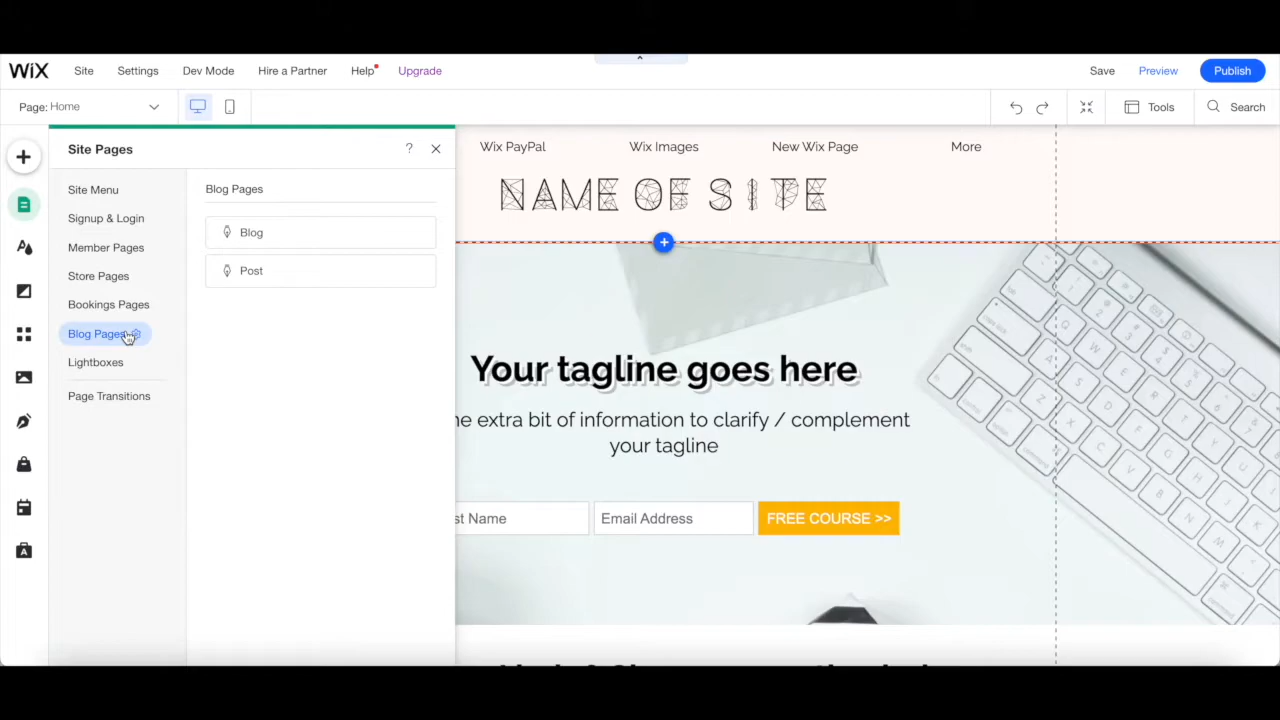 WiX
Site
Settings
Dev Mode
Hire a Partner
Help
Upgrade
Save
Preview
Publish
Page: Home
Tools
Search
Site Pages
?
Site Menu
Signup & Login
Member Pages
Store Pages
Bookings Pages
Blog Pages
Lightboxes
Page Transitions
Blog Pages
Blog
Post
Wix PayPal
Wix Images
New Wix Page
More
NAME OF SITE
Your tagline goes here
extra bit of information to clarify / complement
your tagline
Name
Email Address
FREE COURSE >>